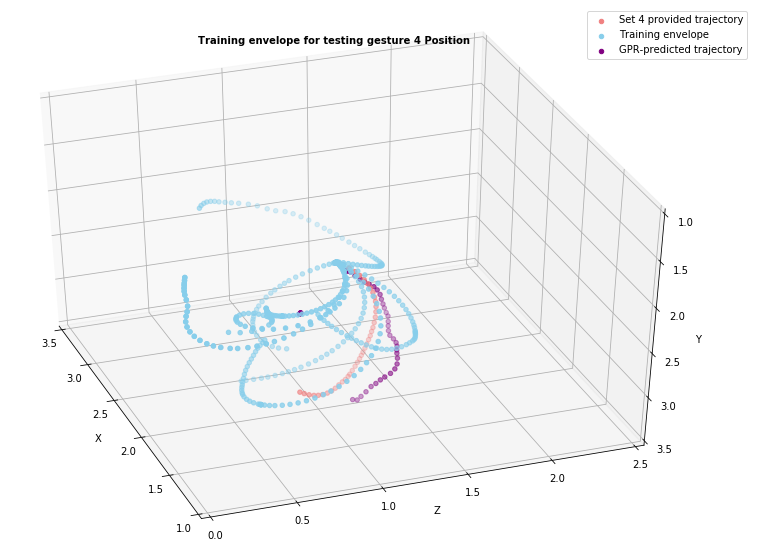 Training envelope for testing gesture 4 Position
Set 4 provided trajectory
Training envelope
GPR-predicted trajectory
1.0
1.5
2.0
2.5
3.0
3.5
Y
3.5
3.0
2.5
2.0
1.5
1.0
X
0.0
0.5
1.0
1.5
2.0
2.5
Z